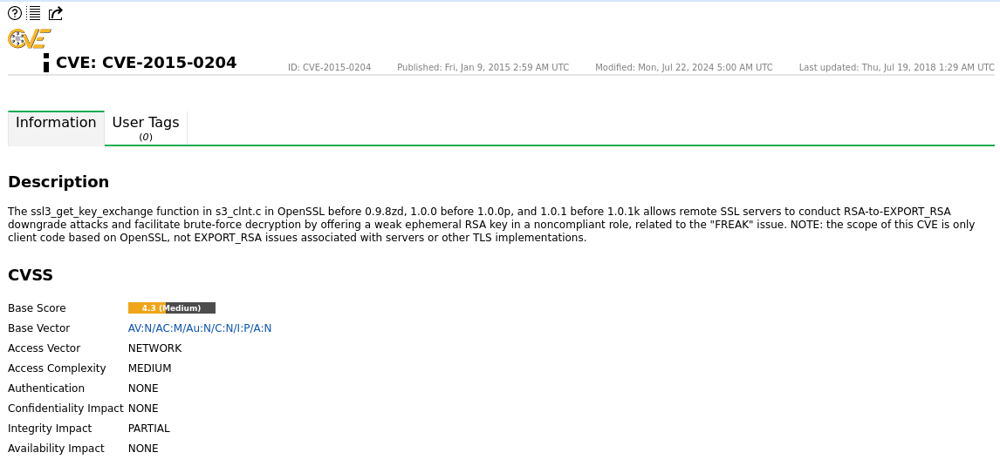 CVE
CVE: CVE-2015-0204
ID: CVE-2015-0204 Published: Fri, Jan 9, 2015 2:59 AM UTC Modified: Mon, Jul 22, 2024 5:00 AM UTC Last updated: Thu, Jul 19, 2018 1:29 AM UTC
Information User Tags
(0)
Description
The ssl3_get_key_exchange function in s3_clnt.c in OpenSSL before 0.9.8zd, 1.0.0 before 1.0.0p, and 1.0.1 before 1.0.1k allows remote SSL servers to conduct RSA-to-EXPORT_RSA
downgrade attacks and facilitate brute-force decryption by offering a weak ephemeral RSA key in a noncompliant role, related to the "FREAK" issue. NOTE: the scope of this CVE is only
client code based on OpenSSL, not EXPORT_RSA issues associated with servers or other TLS implementations.
CVSS
Base Score 4.3 (Medium)
Base Vector AV:N/AC:M/Au:N/C:N/I:P/A:N
Access Vector NETWORK
Access Complexity MEDIUM
Authentication NONE
Confidentiality Impact NONE
Integrity Impact PARTIAL
Availability Impact NONE